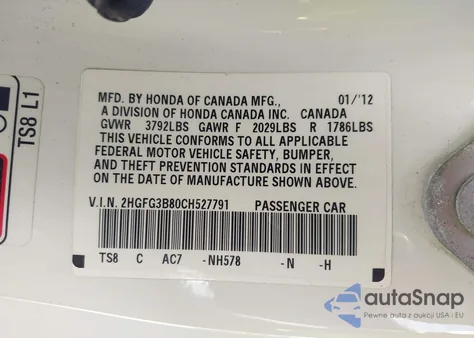 MFD. BY HONDA OF CANADA MFG., 01/'12
A DIVISION OF HONDA CANADA INC. CANADA
GVWR 3792LBS GAWR F 2029LBS R 1786LBS
THIS VEHICLE CONFORMS TO ALL APPLICABLE
FEDERAL MOTOR VEHICLE SAFETY, BUMPER,
AND THEFT PREVENTION STANDARDS IN EFFECT
ON THE DATE OF MANUFACTURE SHOWN ABOVE.
V.I.N. 2HGFG3B80CH527791 PASSENGER CAR
TS8 C AC7 -NH578 -N -H
TS8 L1
autoSnap
Pewne auta z aukcji USA i EU